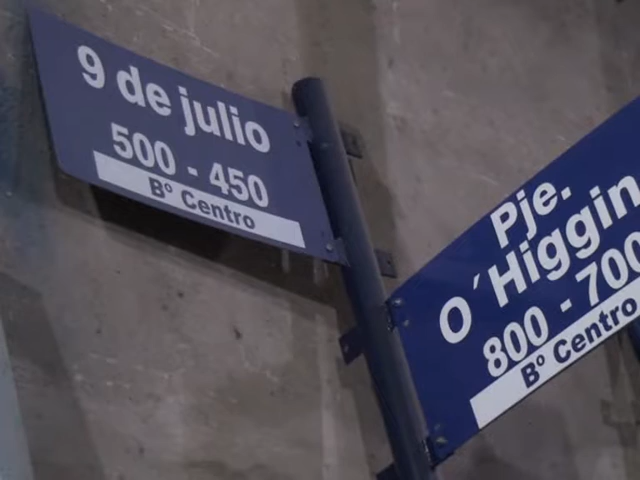 9 de julio
500 - 450
Bº Centro
Pje.
O´Higgin
800 - 700
Bº Centro